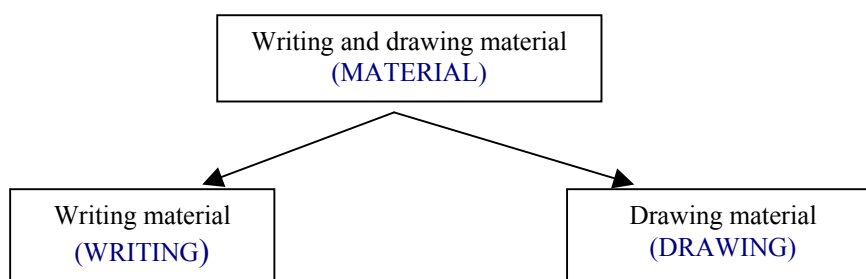 Writing and drawing material
(MATERIAL)
Writing material
(WRITING)
Drawing material
(DRAWING)